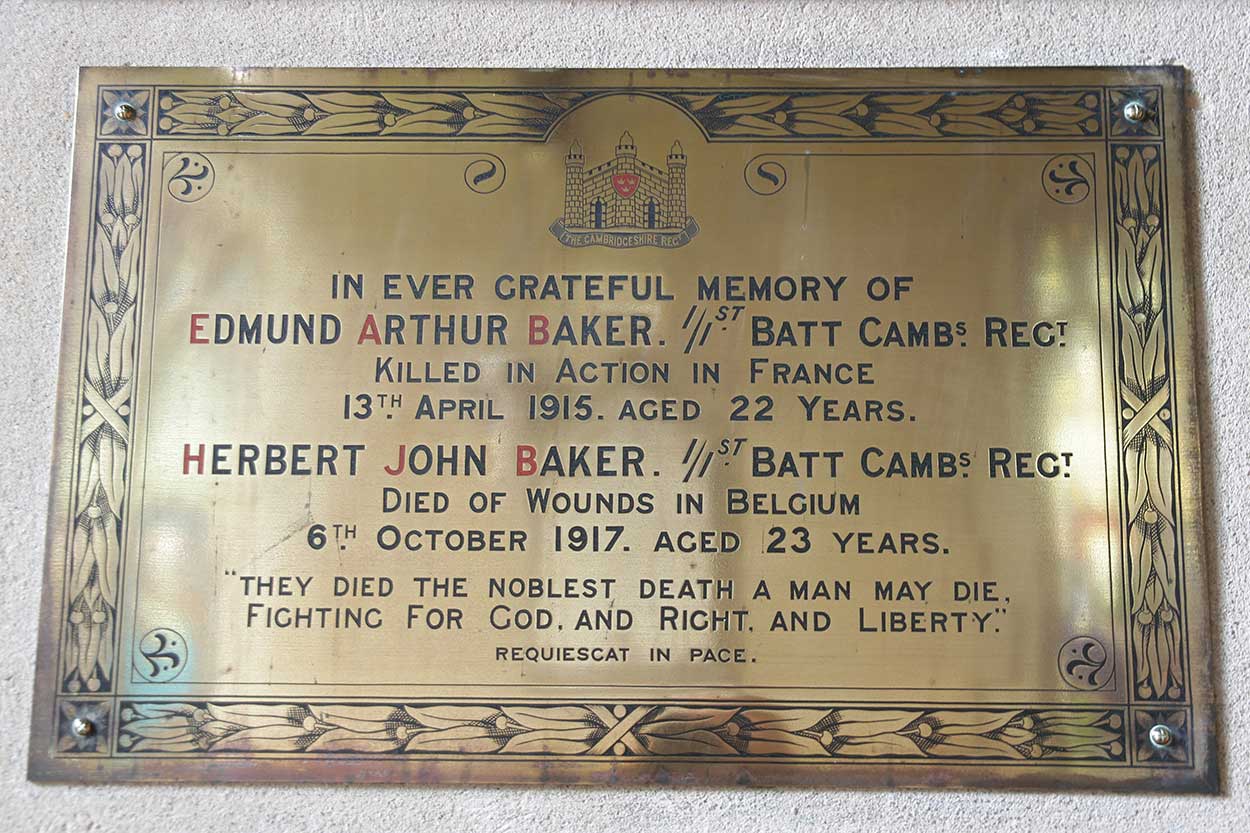 THE CAMBRIDGESHIRE REGT
IN EVER GRATEFUL MEMORY OF
EDMUND ARTHUR BAKER. 1/1ST BATT CAMBS REGT
KILLED IN ACTION IN FRANCE
13TH APRIL 1915. AGED 22 YEARS.
HERBERT JOHN BAKER. 1/1ST BATT CAMBS REGT
DIED OF WOUNDS IN BELGIUM
6TH OCTOBER 1917. AGED 23 YEARS.
"THEY DIED THE NOBLEST DEATH A MAN MAY DIE,
FIGHTING FOR GOD, AND RIGHT, AND LIBERTY."
REQUIESCAT IN PACE.